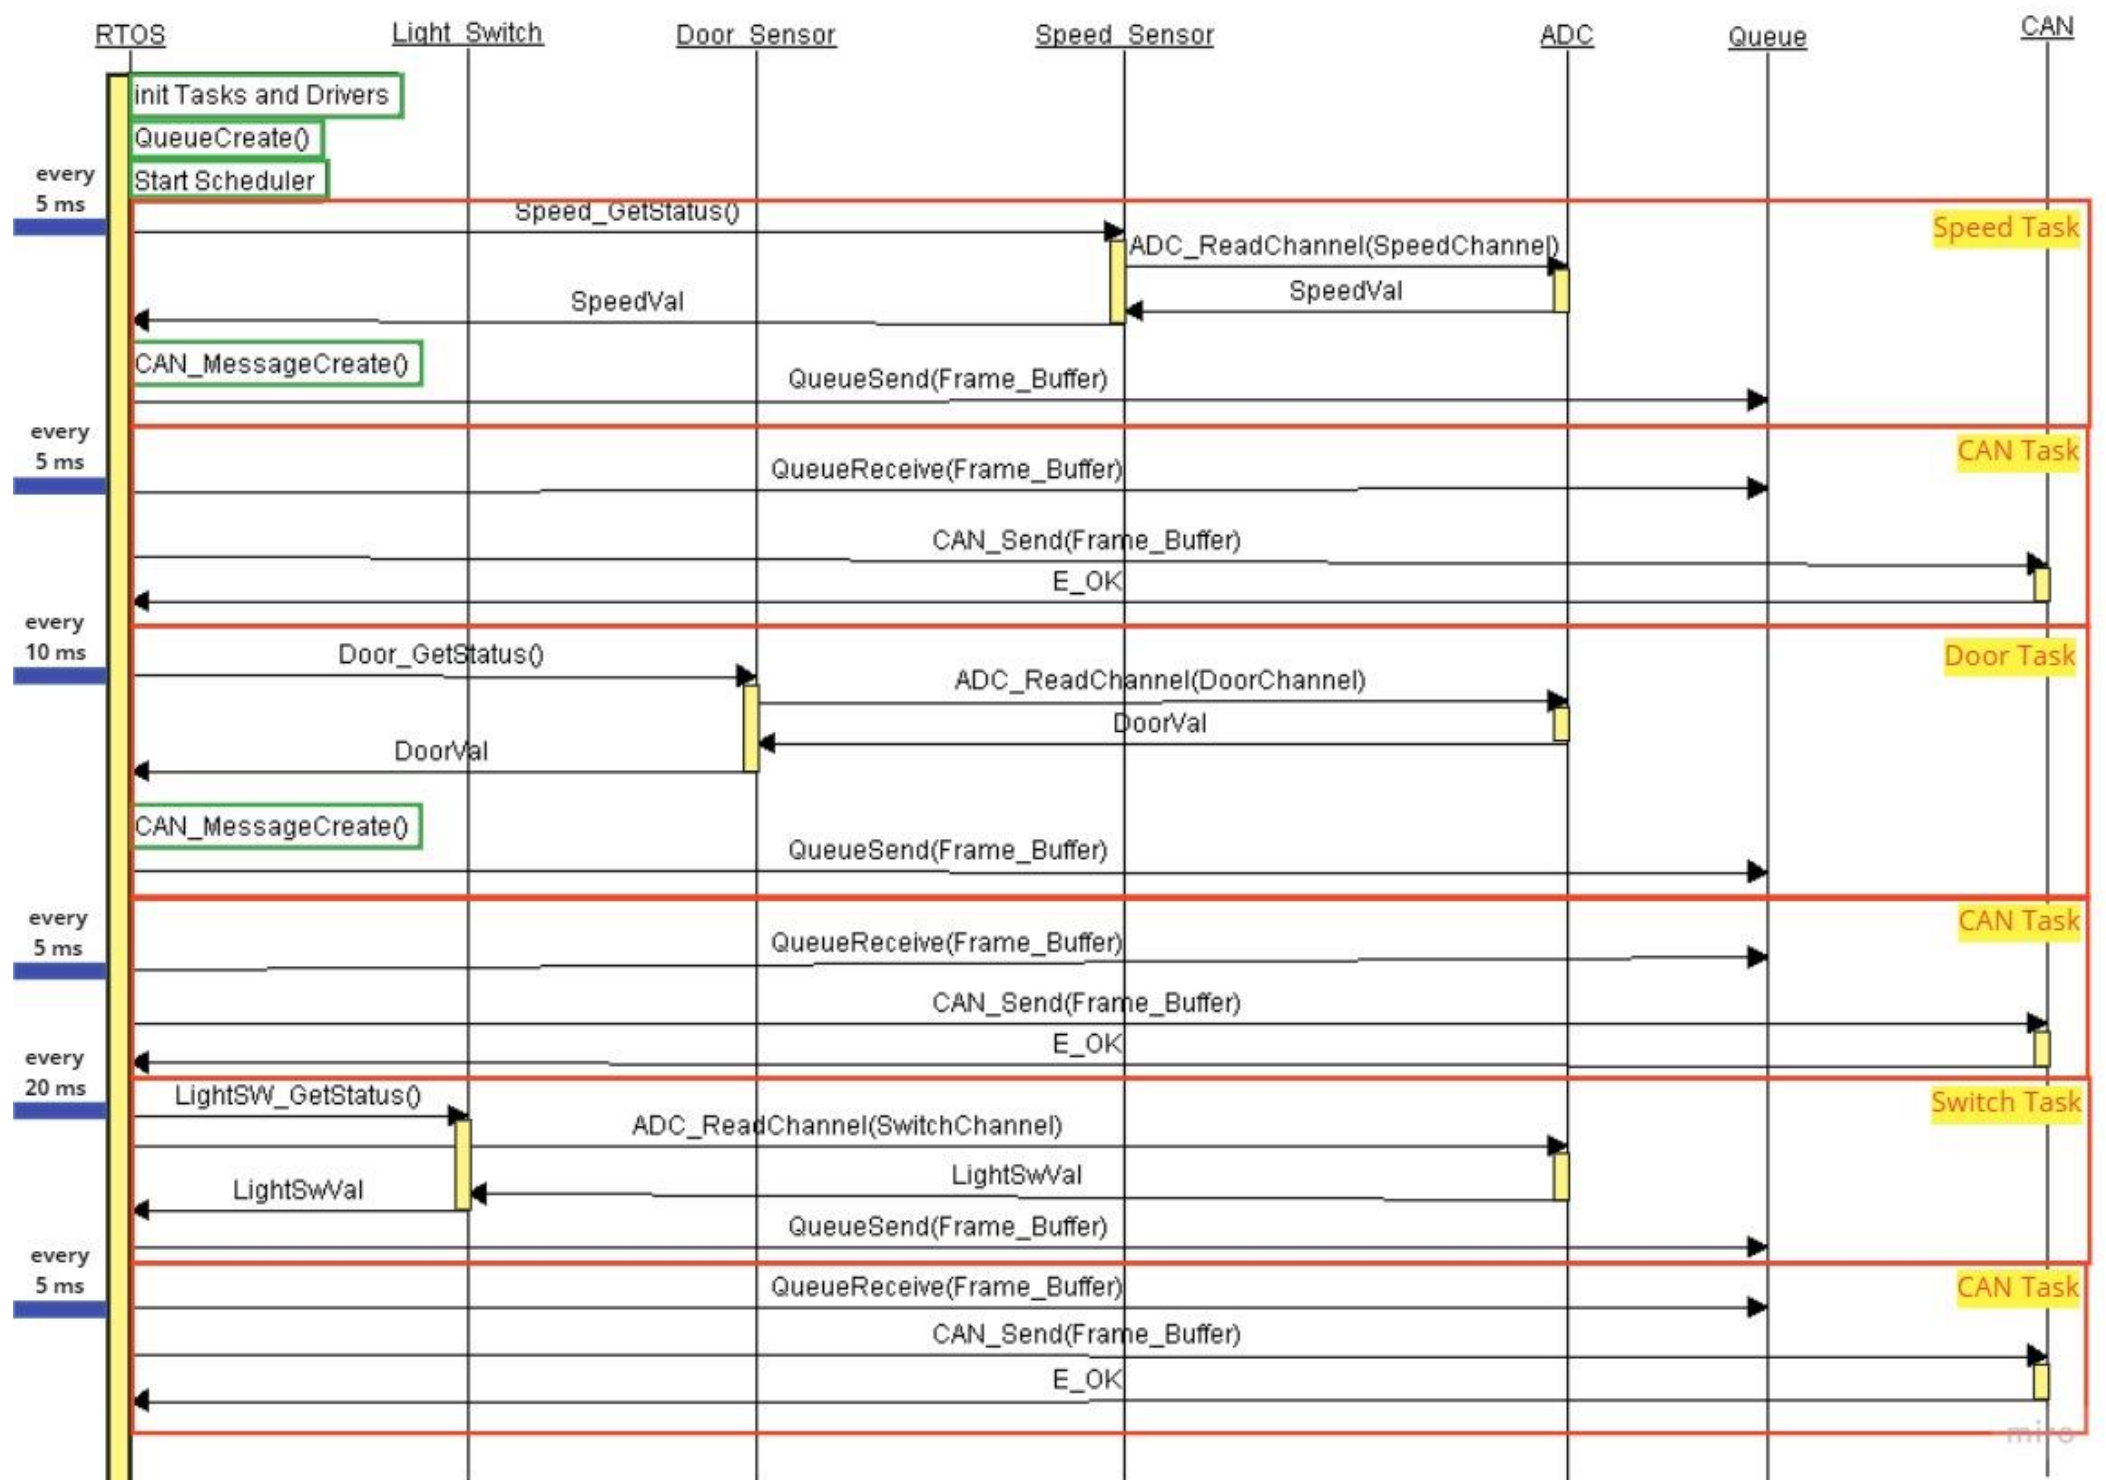 RTOS
Light_Switch
Door_Sensor
Speed_Sensor
ADC
Queue
CAN
init Tasks and Drivers
QueueCreate()
Start Scheduler
every
5 ms
Speed_GetStatus()
Speed Task
ADC_ReadChannel(SpeedChannel)
SpeedVal
SpeedVal
CAN_MessageCreate()
QueueSend(Frame_Buffer)
every
5 ms
CAN Task
QueueReceive(Frame_Buffer)
CAN_Send(Frame_Buffer)
E_OK
every
10 ms
Door_GetStatus()
Door Task
ADC_ReadChannel(DoorChannel)
DoorVal
DoorVal
CAN_MessageCreate()
QueueSend(Frame_Buffer)
every
5 ms
CAN Task
QueueReceive(Frame_Buffer)
CAN_Send(Frame_Buffer)
E_OK
every
20 ms
LightSW_GetStatus()
Switch Task
ADC_ReadChannel(SwitchChannel)
LightSwVal
LightSwVal
QueueSend(Frame_Buffer)
every
5 ms
CAN Task
QueueReceive(Frame_Buffer)
CAN_Send(Frame_Buffer)
E_OK
miro